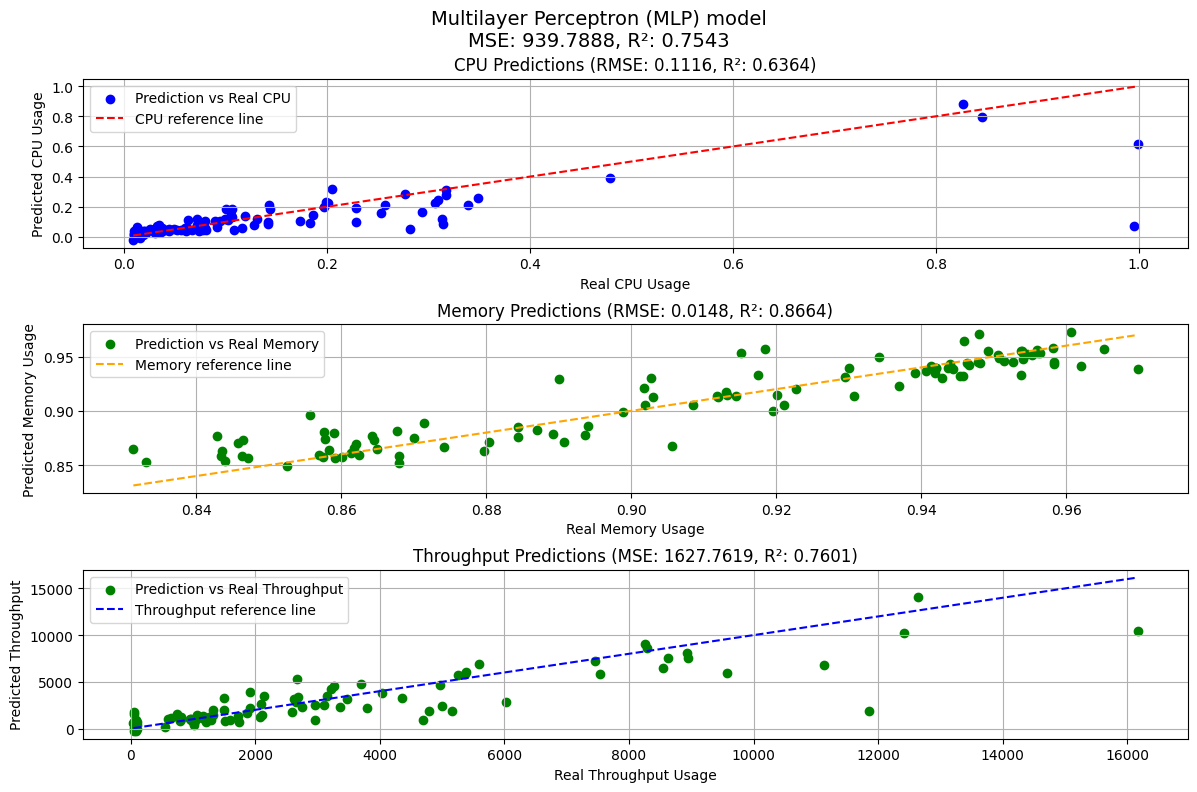 Multilayer Perceptron (MLP) model
MSE: 939.7888, R²: 0.7543
CPU Predictions (RMSE: 0.1116, R²: 0.6364)
Predicted CPU Usage
1.0
0.8
0.6
0.4
0.2
0.0
Prediction vs Real CPU
CPU reference line
0.0 0.2 0.4 0.6 0.8 1.0
Real CPU Usage
Memory Predictions (RMSE: 0.0148, R²: 0.8664)
Predicted Memory Usage
0.95
0.90
0.85
Prediction vs Real Memory
Memory reference line
0.84 0.86 0.88 0.90 0.92 0.94 0.96
Real Memory Usage
Throughput Predictions (MSE: 1627.7619, R²: 0.7601)
Predicted Throughput
15000
10000
5000
0
Prediction vs Real Throughput
Throughput reference line
0 2000 4000 6000 8000 10000 12000 14000 16000
Real Throughput Usage